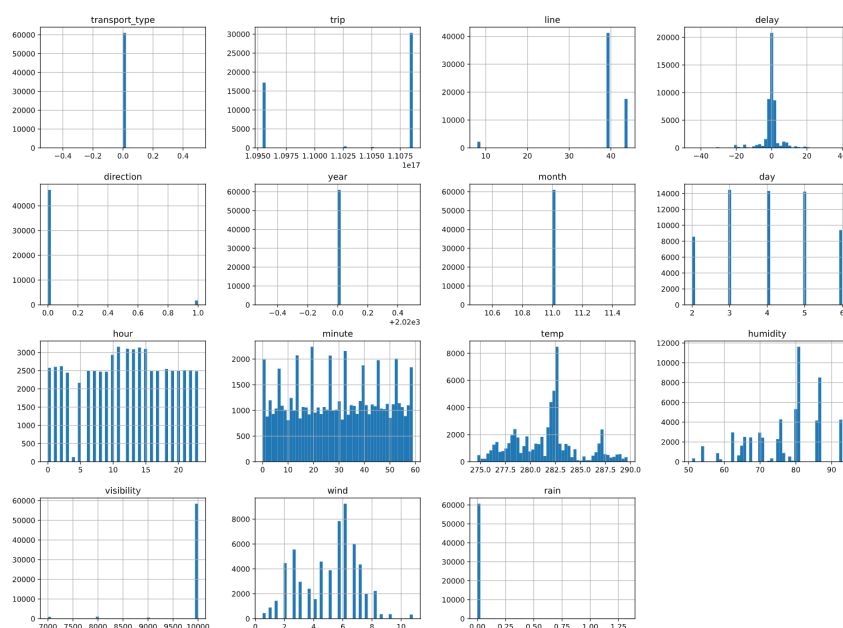 transport_type trip line delay
60000 30000 40000 20000
50000 25000
40000 20000 30000 15000
30000 15000 20000 10000
20000 10000
10000 5000 10000 5000
0 0 0 0
−0.4 −0.2 0.0 0.2 0.4 1.0950 1.0975 1.1000 1.1025 1.1050 1.1075 10 20 30 40 −40 −20 0 20 40
1e17
direction year month day
60000 60000 14000
40000 50000 50000 12000
30000 40000 40000 10000
8000
20000 30000 30000 6000
20000 20000 4000
10000 10000 10000 2000
0 0 0 0
0.0 0.2 0.4 0.6 0.8 1.0 −0.4 −0.2 0.0 0.2 0.4 10.6 10.8 11.0 11.2 11.4 2 3 4 5 6
+2.02e3
hour minute temp humidity
3000 2000 8000 12000
2500 10000
2000 1500 6000 8000
1500 1000 4000 6000
1000 4000
500 500 2000 2000
0 0 0 0
0 5 10 15 20 0 10 20 30 40 50 60 275.0 277.5 280.0 282.5 285.0 287.5 290.0 50 60 70 80 90
visibility wind rain
60000 60000
50000 8000 50000
40000 6000 40000
30000 4000 30000
20000 20000
10000 2000 10000
0 0 0
7000 7500 8000 8500 9000 9500 10000 0 2 4 6 8 10 0.00 0.25 0.50 0.75 1.00 1.25